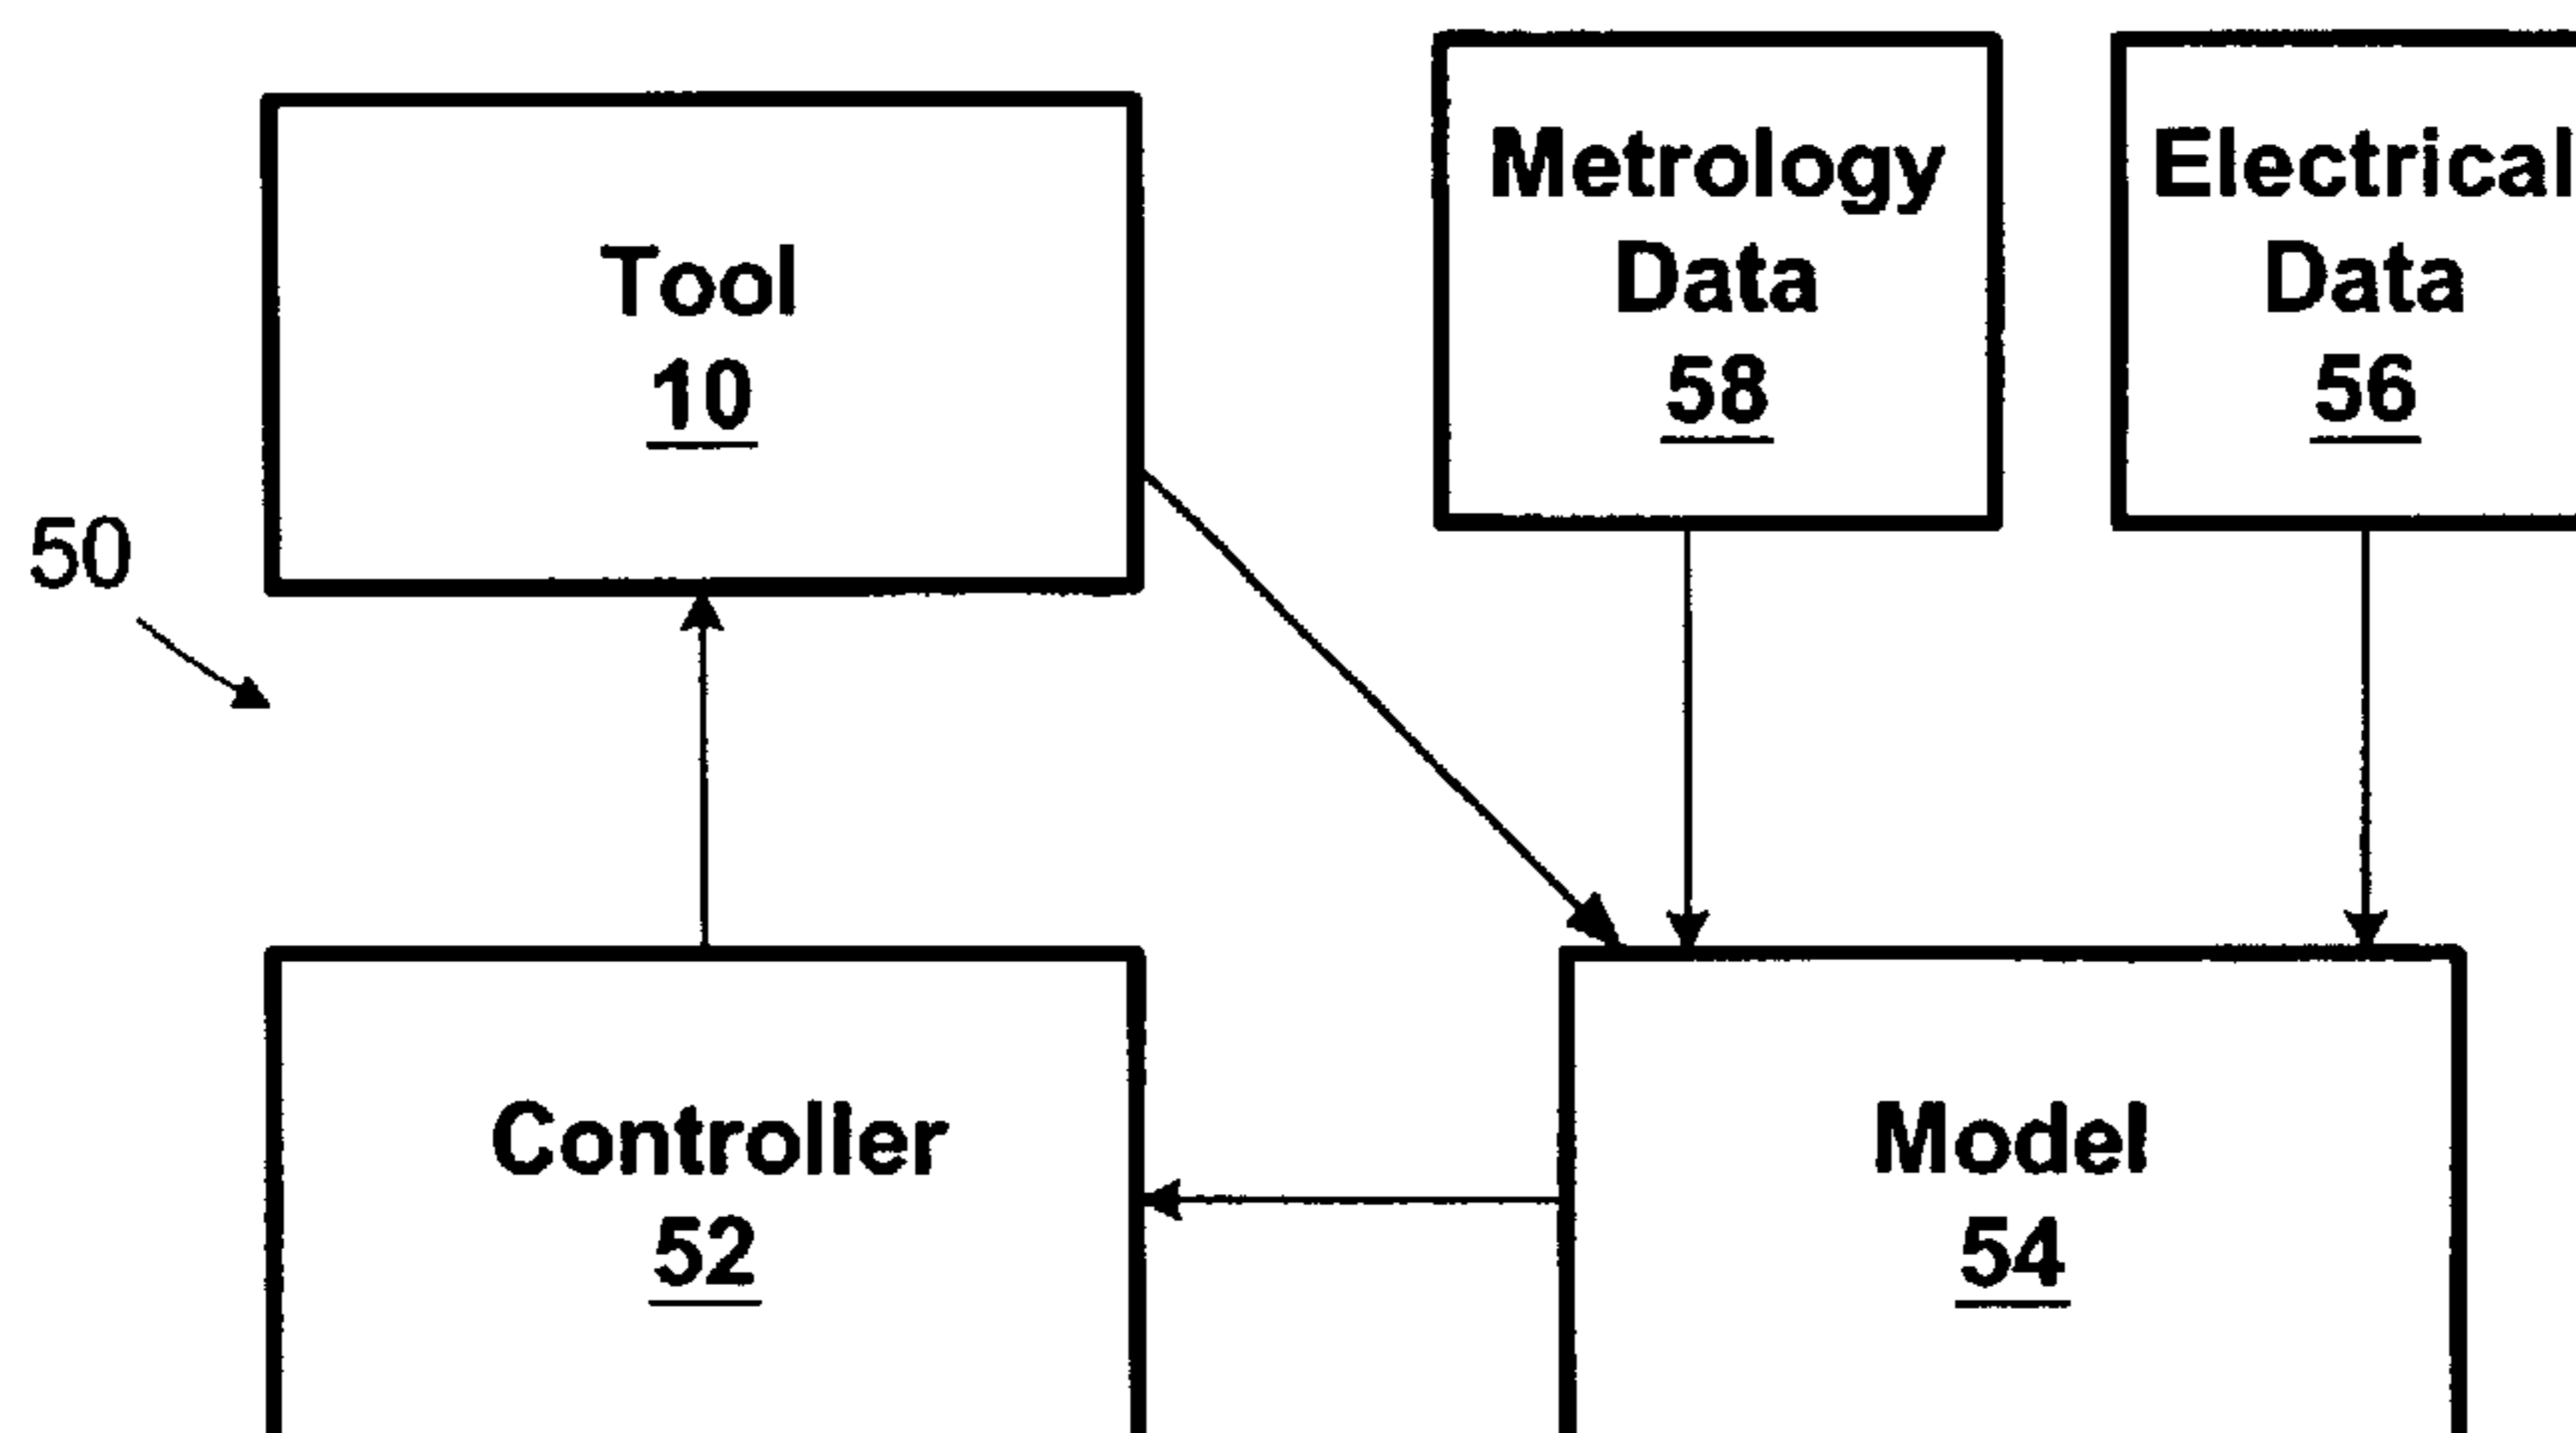 Tool
10
Metrology
Data
58
Electrical
Data
56
50
Controller
52
Model
54